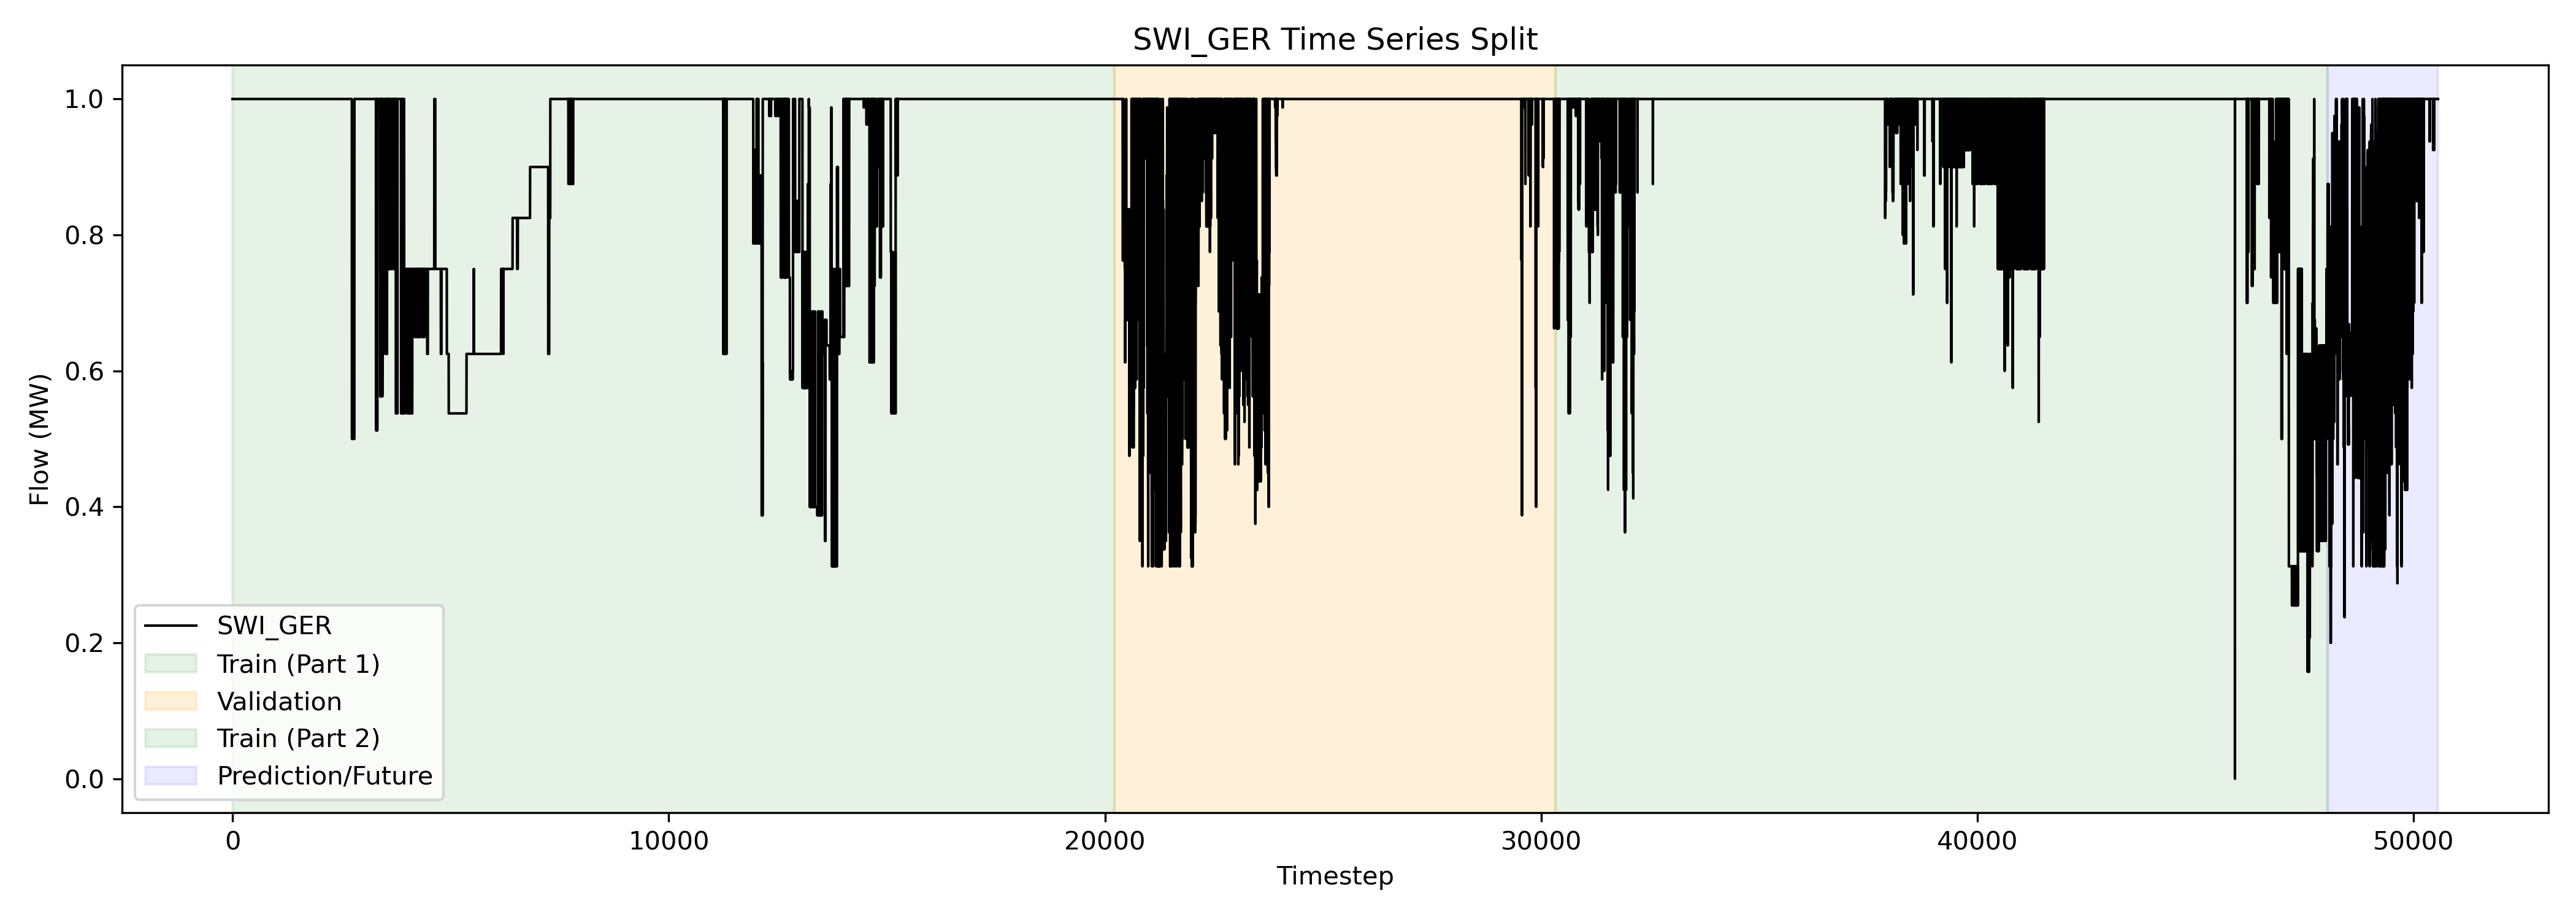 SWI_GER Time Series Split
1.0
0.8
0.6
0.4
0.2
0.0
Flow (MW)
SWI_GER
Train (Part 1)
Validation
Train (Part 2)
Prediction/Future
0
10000
20000
30000
40000
50000
Timestep